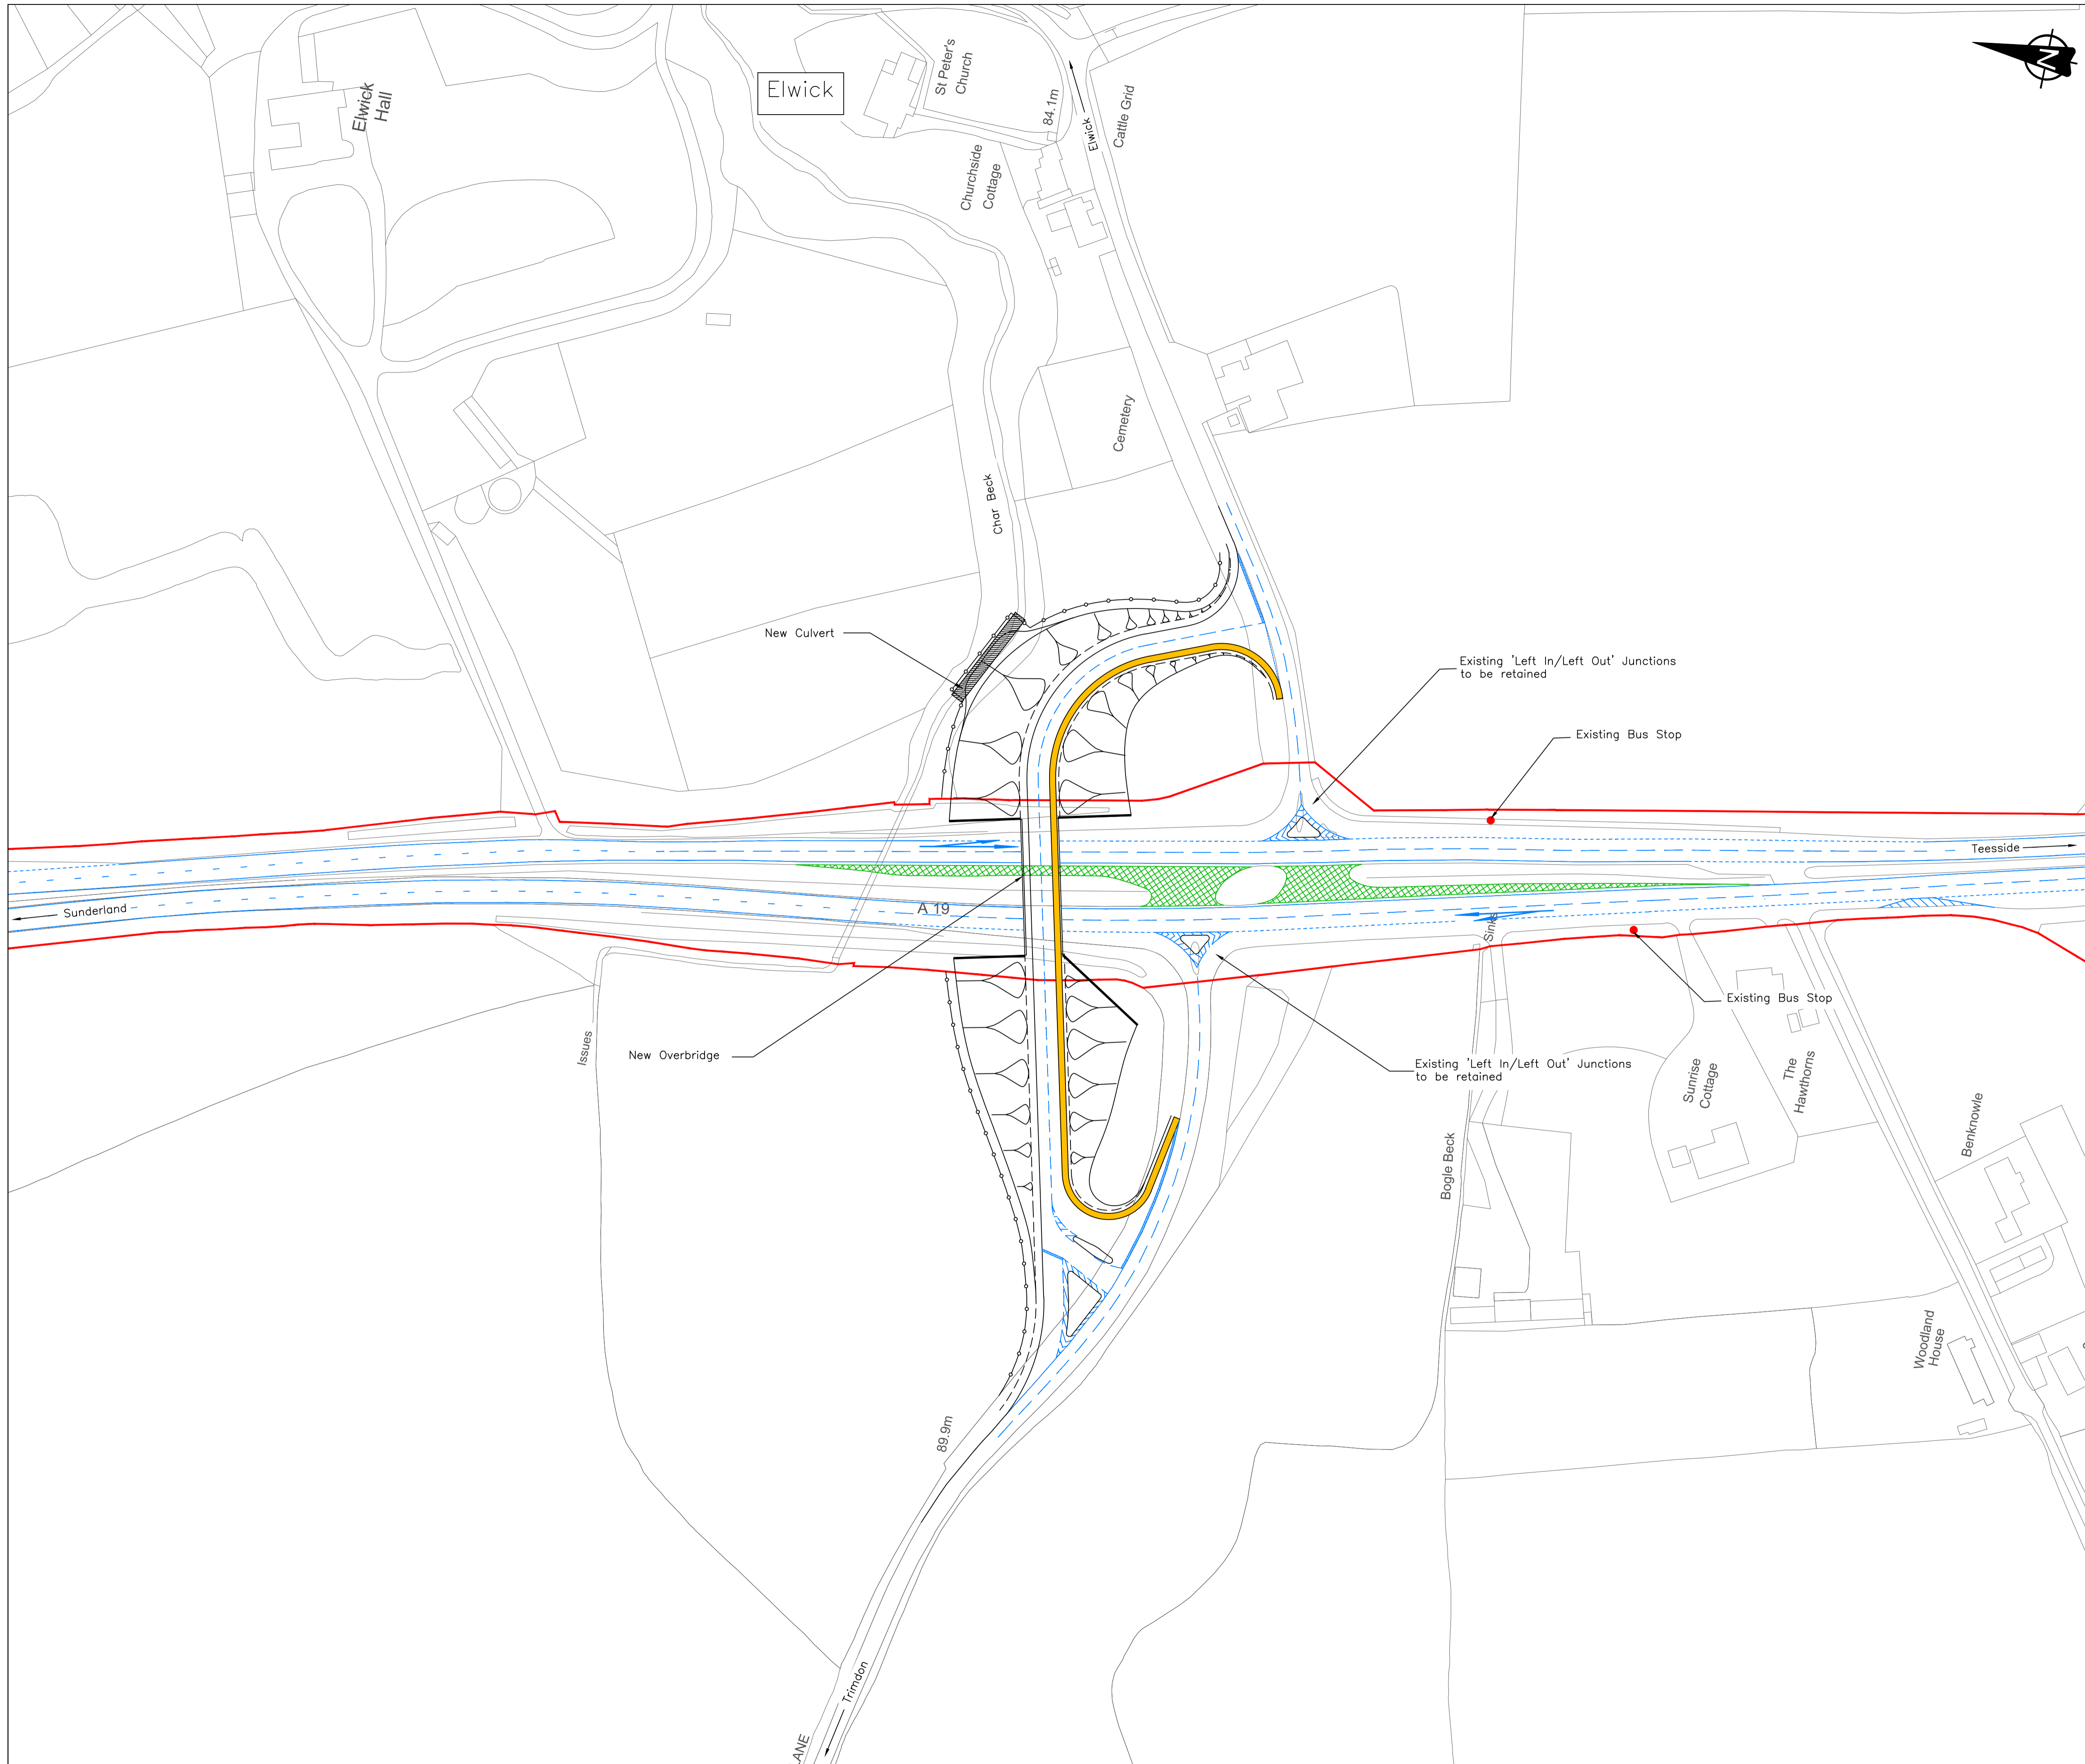 N
Elwick
Elwick
Hall
St Peter's
Church
84.1m
Elwick
Cattle Grid
Churchside
Cottage
Cemetery
Char Beck
New Culvert
Existing 'Left In/Left Out' Junctions
to be retained
Existing Bus Stop
Teesside
Sunderland
A 19
Sinks
Existing Bus Stop
Issues
New Overbridge
Existing 'Left In/Left Out' Junctions
to be retained
Sunrise
Cottage
The
Hawthorns
Benknowle
Bogle Beck
Woodland
House
89.9m
Trimdon
ANE